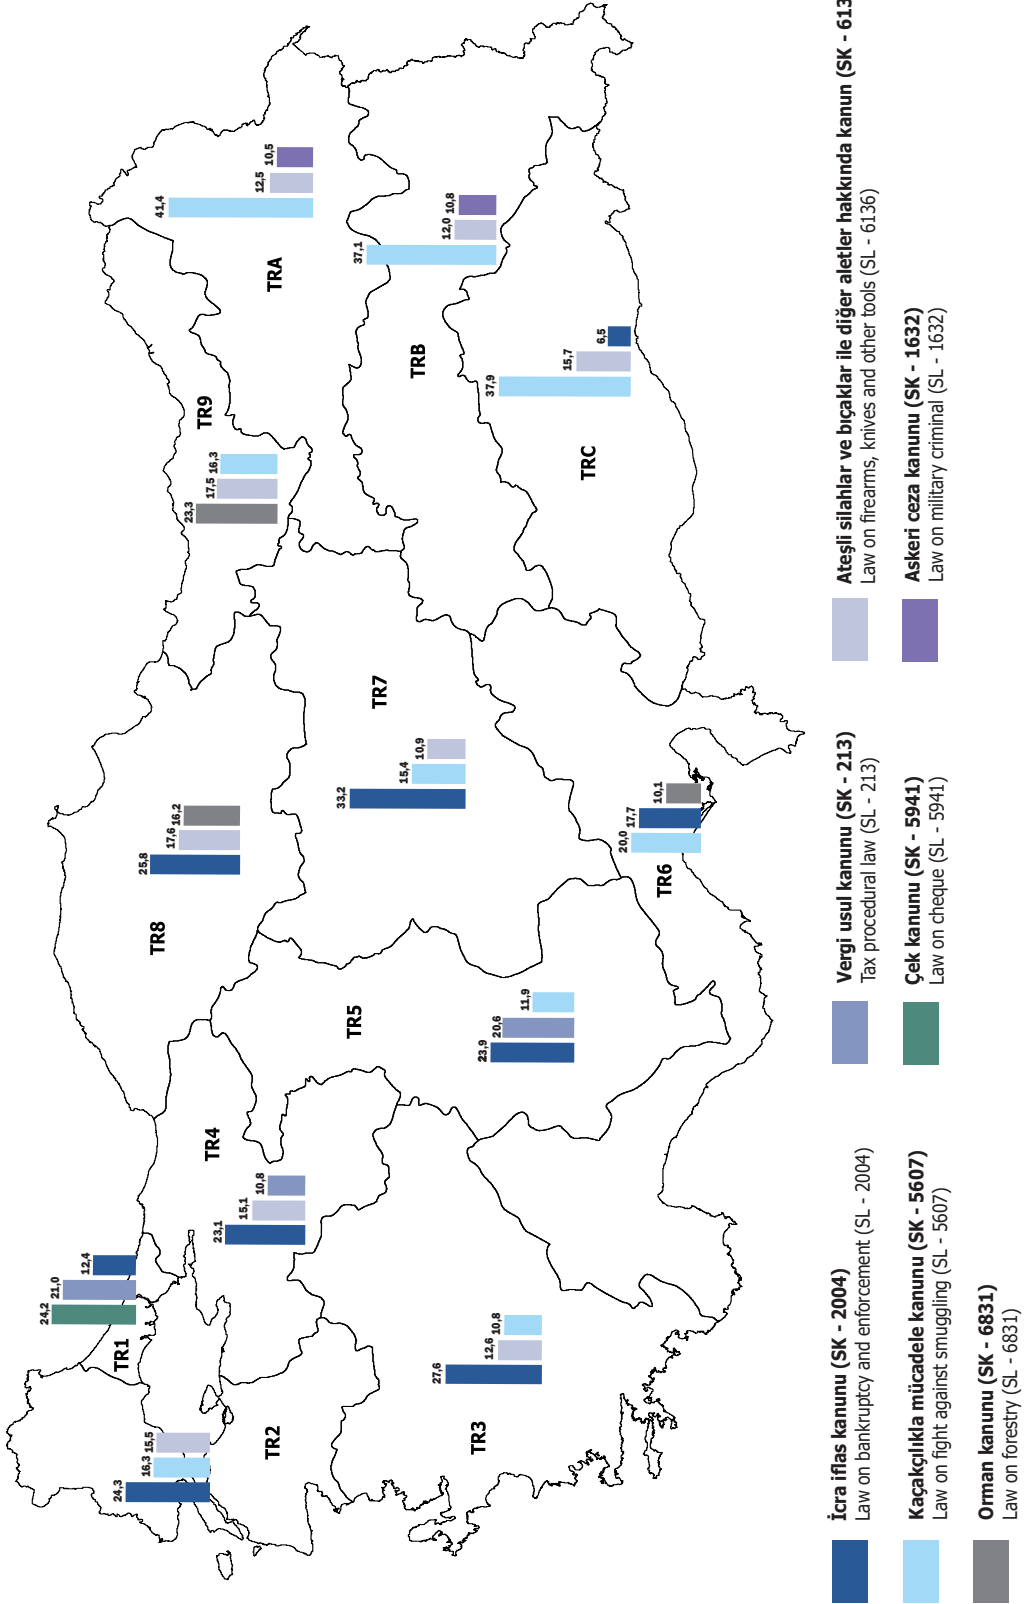 24,3
16,3
15,5
TR2
24,2
21,0
12,4
TR1
27,6
12,6
10,8
TR3
23,1
15,1
10,8
TR4
23,9
20,6
11,9
TR5
20,0
17,7
10,1
TR6
33,2
15,4
10,9
TR7
25,8
17,6
16,2
TR8
23,3
17,5
16,3
TR9
41,4
12,5
10,5
TRA
37,1
12,0
10,8
TRB
37,9
15,7
6,5
TRC
İcra iflas kanunu (SK - 2004)
Law on bankruptcy and enforcement (SL - 2004)
Kaçakçılıkla mücadele kanunu (SK - 5607)
Law on fight against smuggling (SL - 5607)
Orman kanunu (SK - 6831)
Law on forestry (SL - 6831)
Vergi usul kanunu (SK - 213)
Tax procedural law (SL - 213)
Çek kanunu (SK - 5941)
Law on cheque (SL - 5941)
Ateşli silahlar ve bıçaklar ile diğer aletler hakkında kanun (SK - 613
Law on firearms, knives and other tools (SL - 6136)
Askeri ceza kanunu (SK - 1632)
Law on military criminal (SL - 1632)